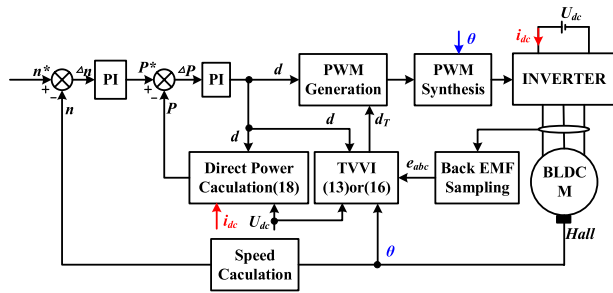 U_dc
i_dc
θ
n* Δn PI P* ΔP PI d PWM Generation PWM Synthesis INVERTER
+ − + −
n P d d d_T
Direct Power Caculation(18)
TVVI (13)or(16)
e_abc
Back EMF Sampling
BLDC M
i_dc U_dc
Hall
Speed Caculation
θ